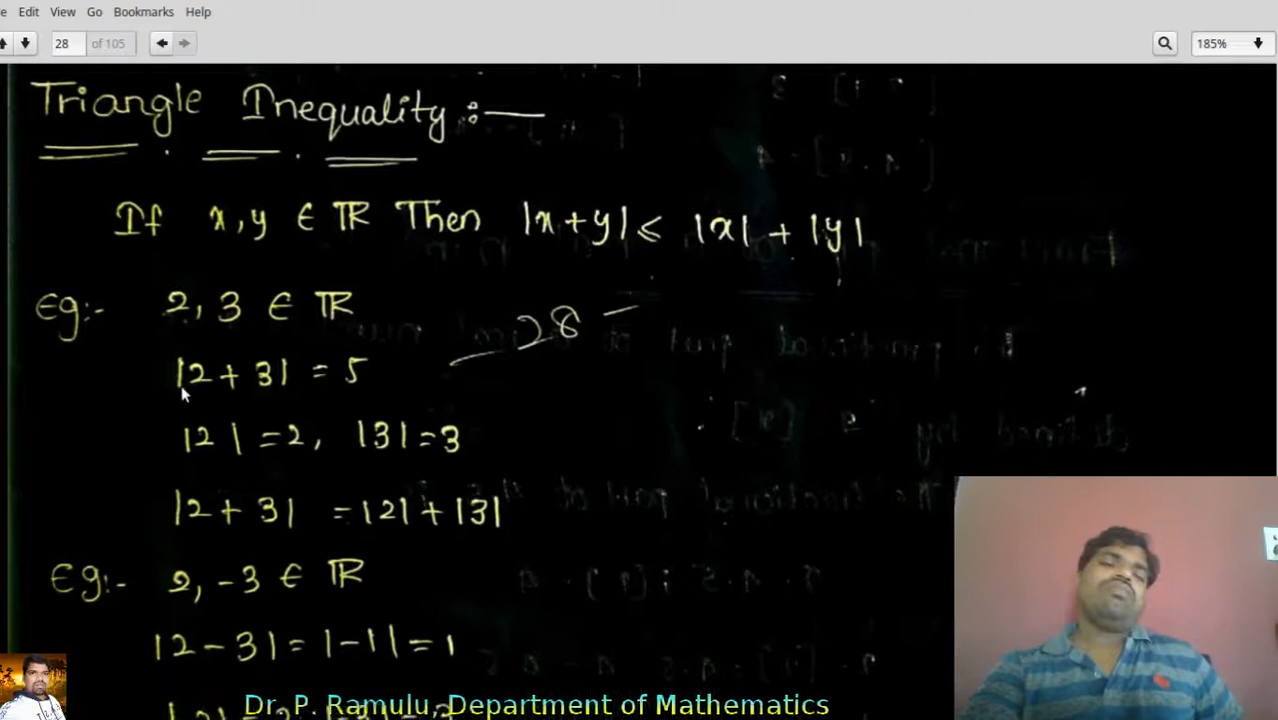 Edit View Go Bookmarks Help
28 of 105 185%
Triangle Inequality :—
If x, y ∈ ℝ Then |x+y| ≤ |x| + |y|
Eg:- 2, 3 ∈ ℝ
28
|2+3| = 5
|2| = 2, |3| = 3
|2+3| = |2| + |3|
Eg:- 2, -3 ∈ ℝ
|2-3| = |-1| = 1
Dr. P. Ramulu, Department of Mathematics